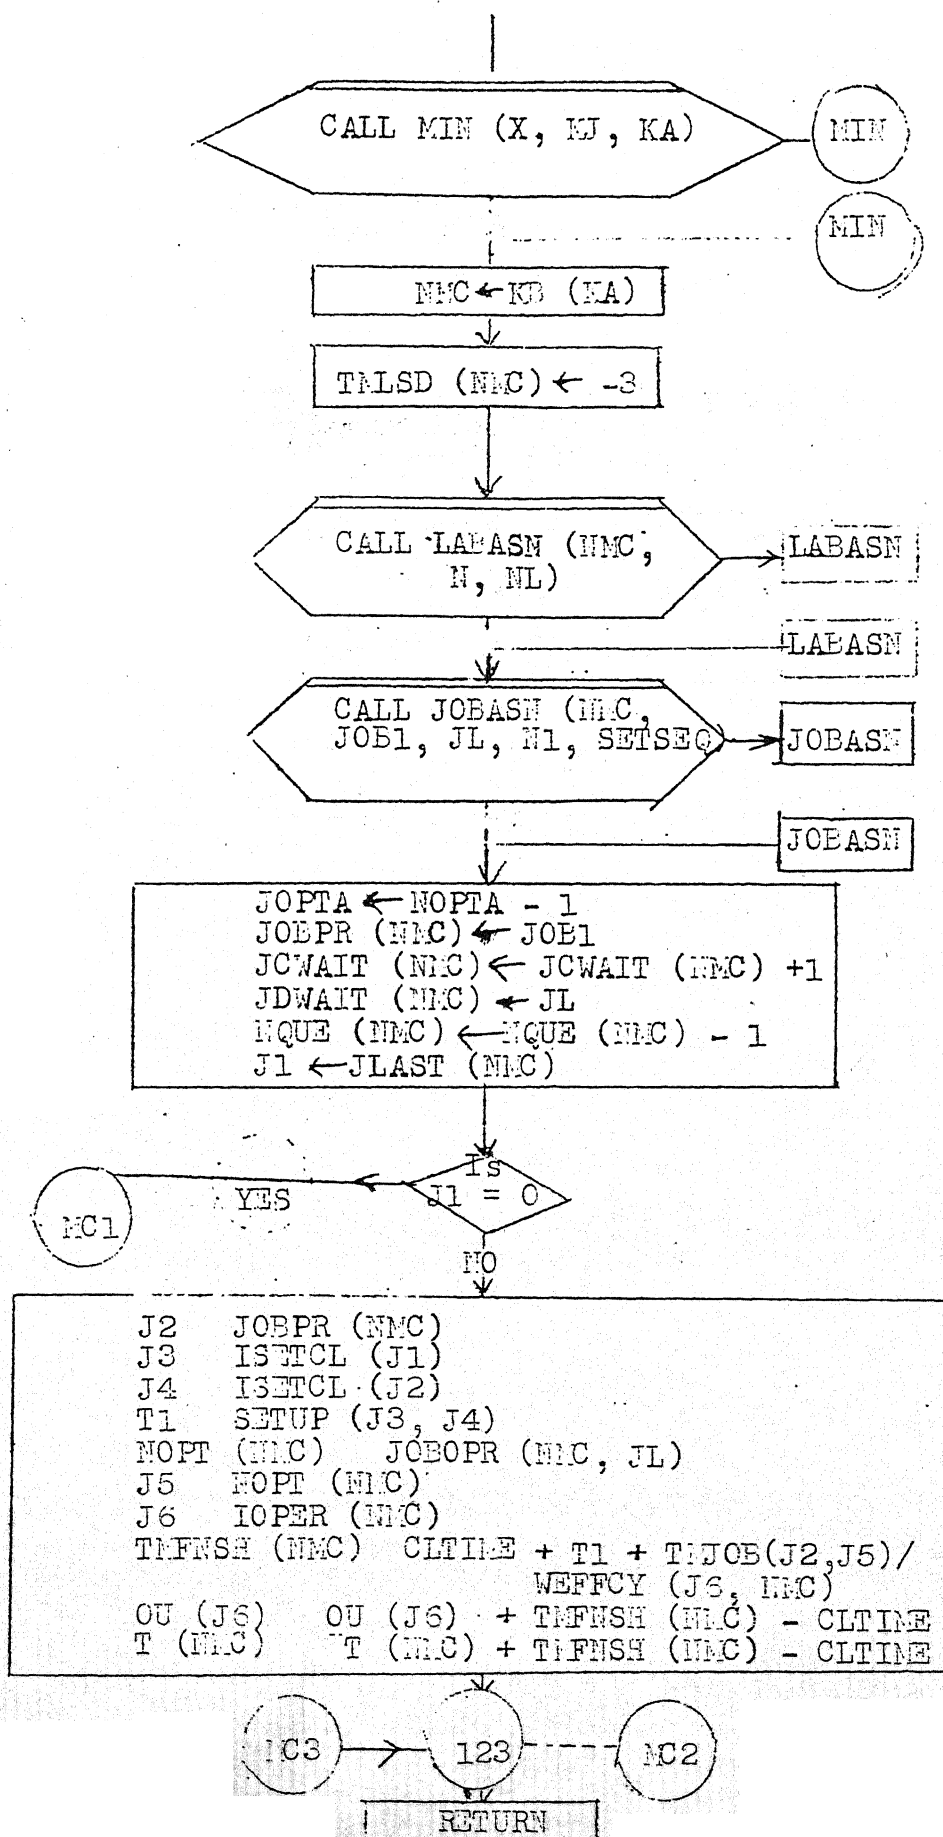 CALL MIN (X, KJ, KA)
MIN
MIN
NMC ← KB (KA)
TMLSD (NMC) ← -3
CALL LABASN (NMC,
N, NL)
LABASN
LABASN
CALL JOBASN (NMC,
JOB1, JL, N1, SETSEQ)
JOBASN
JOBASN
JOPTA ← NOPTA - 1
JOBPR (NMC) ← JOB1
JCWAIT (NMC) ← JCWAIT (NMC) +1
JDWAIT (NMC) ← JL
NQUE (NMC) ← NQUE (NMC) - 1
J1 ← JLAST (NMC)
Is
J1 = 0
YES
MC1
NO
J2 JOBPR (NMC)
J3 ISETCL (J1)
J4 ISETCL (J2)
T1 SETUP (J3, J4)
NOPT (NMC) JOBOPR (NMC, JL)
J5 NOPT (NMC)
J6 IOPER (NMC)
TMFNSH (NMC) CLTIME + T1 + TMJOB(J2,J5)/
WEFFCY (J6, NMC)
OU (J6) OU (J6) + TMFNSH (NMC) - CLTIME
T (NMC) T (NMC) + TMFNSH (NMC) - CLTIME
MC3
123
MC2
RETURN